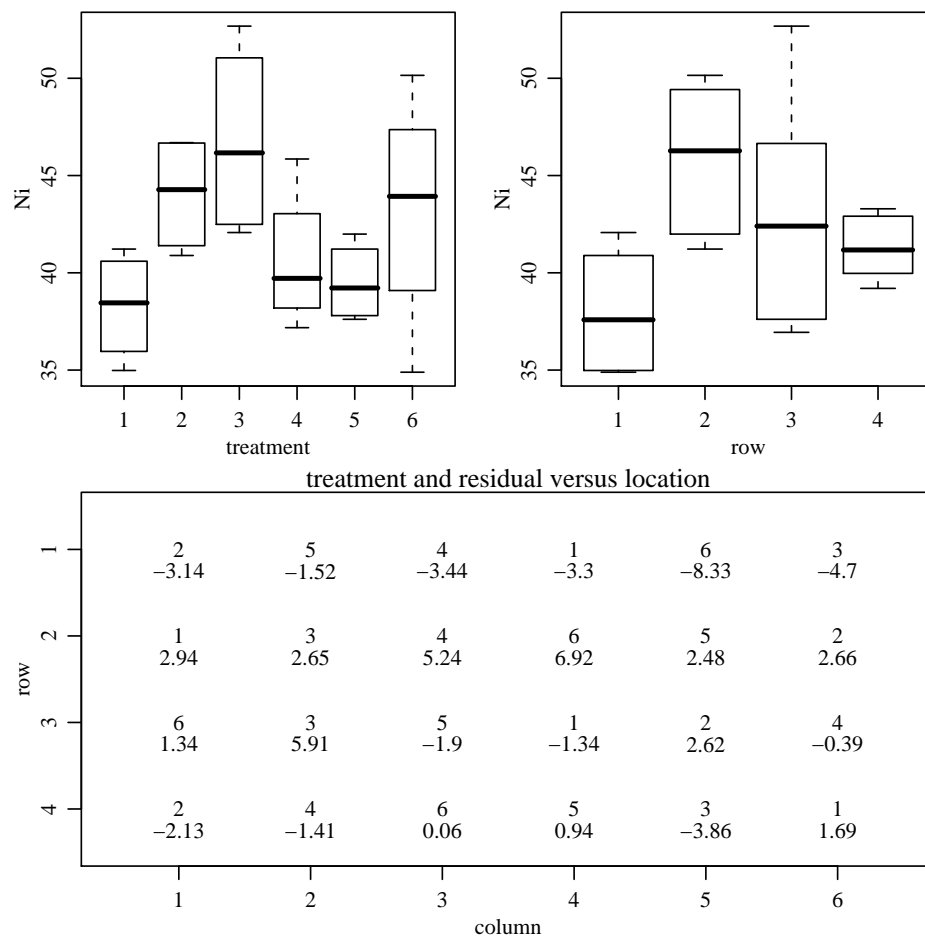 50
45
40
35
Ni
1 2 3 4 5 6
treatment
50
45
40
35
Ni
1 2 3 4
row
treatment and residual versus location
1
2
3
4
row
2 5 4 1 6 3
−3.14 −1.52 −3.44 −3.3 −8.33 −4.7
1 3 4 6 5 2
2.94 2.65 5.24 6.92 2.48 2.66
6 3 5 1 2 4
1.34 5.91 −1.9 −1.34 2.62 −0.39
2 4 6 5 3 1
−2.13 −1.41 0.06 0.94 −3.86 1.69
1 2 3 4 5 6
column